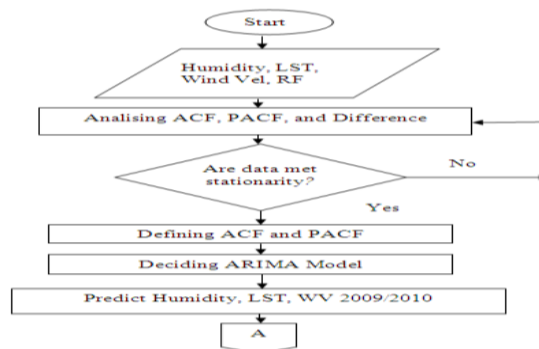 Start
Humidity, LST,
Wind Vel, RF
Analising ACF, PACF, and Difference
Are data met
stationarity?
No
Yes
Defining ACF and PACF
Deciding ARIMA Model
Predict Humidity, LST, WV 2009/2010
A